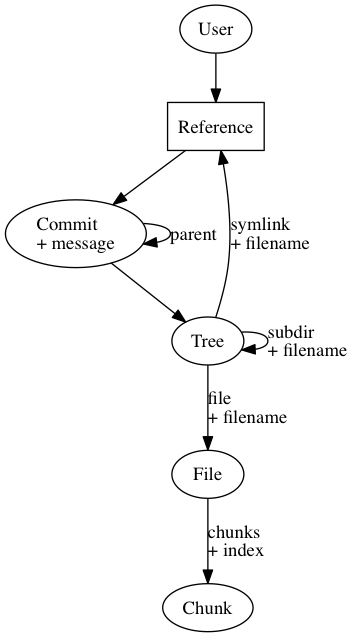 User
Reference
Commit
+ message
parent
symlink
+ filename
Tree
subdir
+ filename
file
+ filename
File
chunks
+ index
Chunk